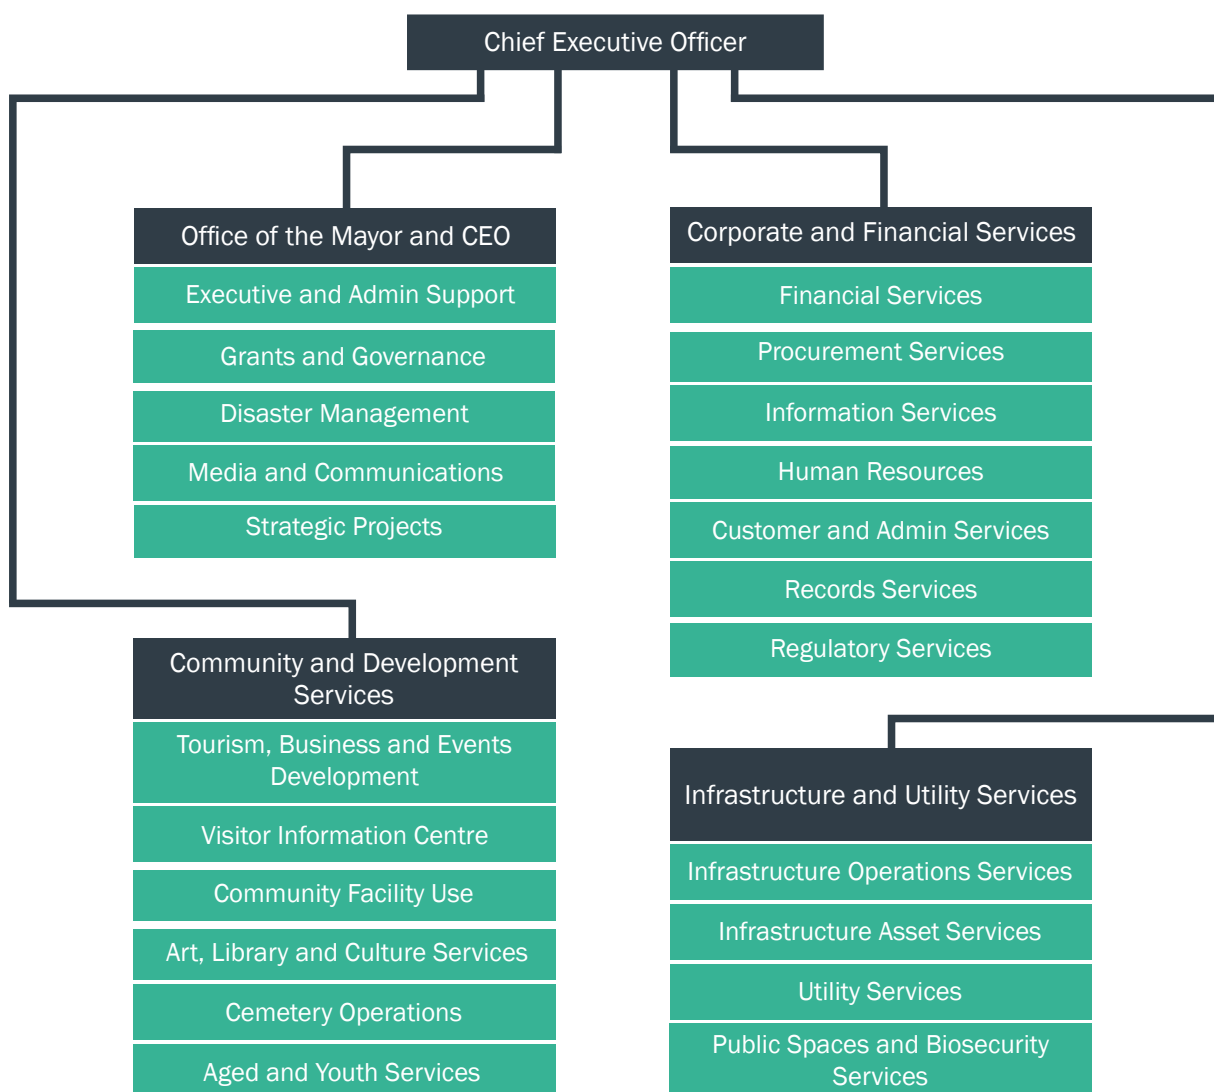 Chief Executive Officer
Office of the Mayor and CEO
Executive and Admin Support
Grants and Governance
Disaster Management
Media and Communications
Strategic Projects
Corporate and Financial Services
Financial Services
Procurement Services
Information Services
Human Resources
Customer and Admin Services
Records Services
Regulatory Services
Community and Development
Services
Tourism, Business and Events
Development
Visitor Information Centre
Community Facility Use
Art, Library and Culture Services
Cemetery Operations
Aged and Youth Services
Infrastructure and Utility Services
Infrastructure Operations Services
Infrastructure Asset Services
Utility Services
Public Spaces and Biosecurity
Services